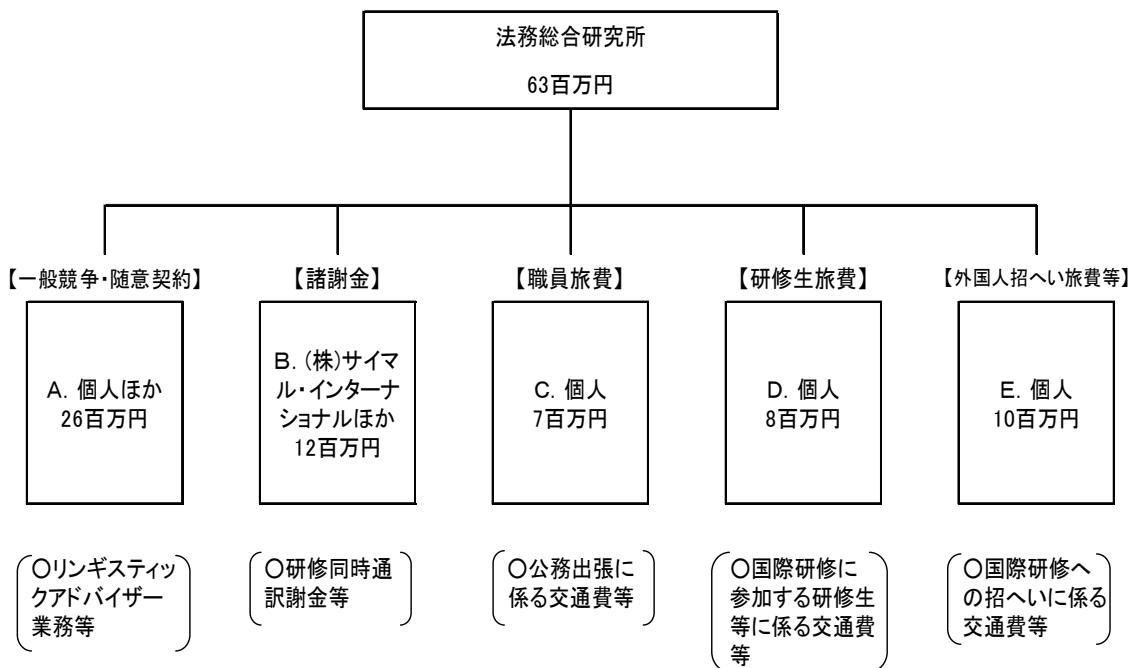 法務総合研究所
63百万円
【一般競争・随意契約】
【諸謝金】
【職員旅費】
【研修生旅費】
【外国人招へい旅費等】
A. 個人ほか
26百万円
B. (株)サイマ
ル・インターナ
ショナルほか
12百万円
C. 個人
7百万円
D. 個人
8百万円
E. 個人
10百万円
○リンギスティッ
クアドバイザー
業務等
○研修同時通
訳謝金等
○公務出張に
係る交通費等
○国際研修に
参加する研修生
等に係る交通費
等
○国際研修へ
の招へいに係る
交通費等